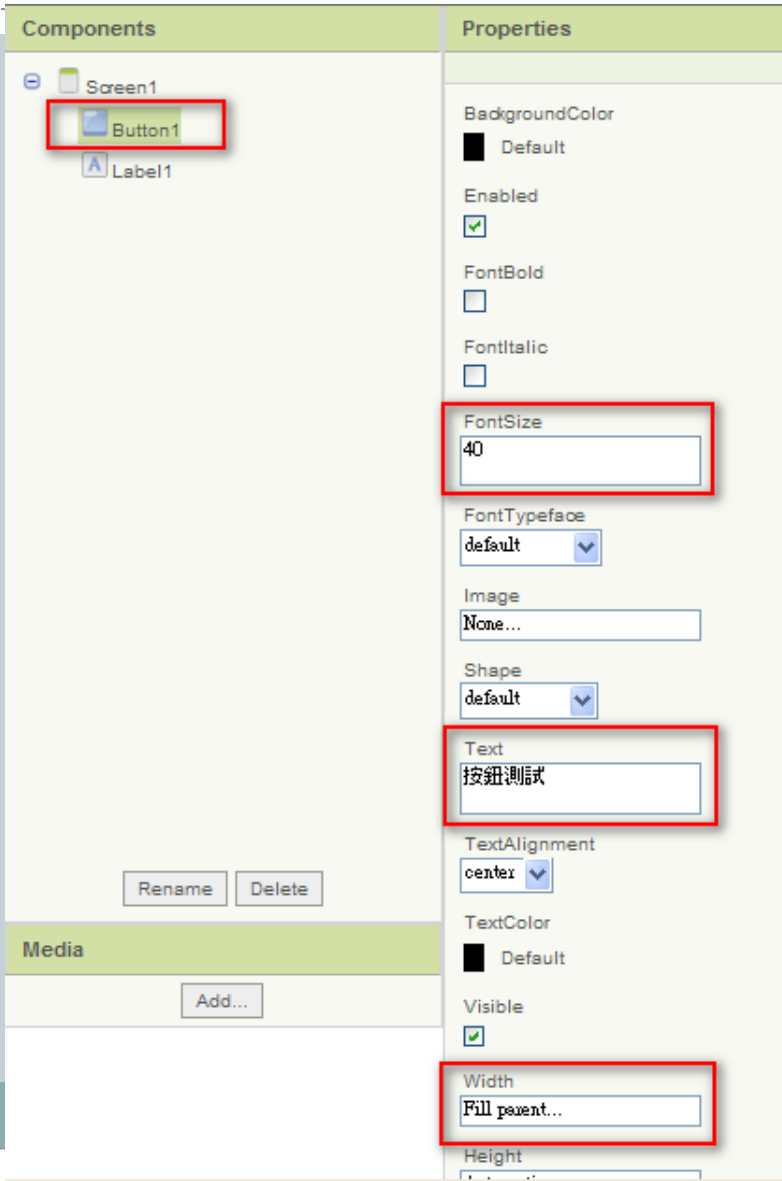 Components
Screen1
Button1
Label1
Rename
Delete
Media
Add...
Properties
BackgroundColor
Default
Enabled
FontBold
FontItalic
FontSize
40
FontTypeface
default
Image
None...
Shape
default
Text
按鈕測試
TextAlignment
center
TextColor
Default
Visible
Width
Fill parent...
Height